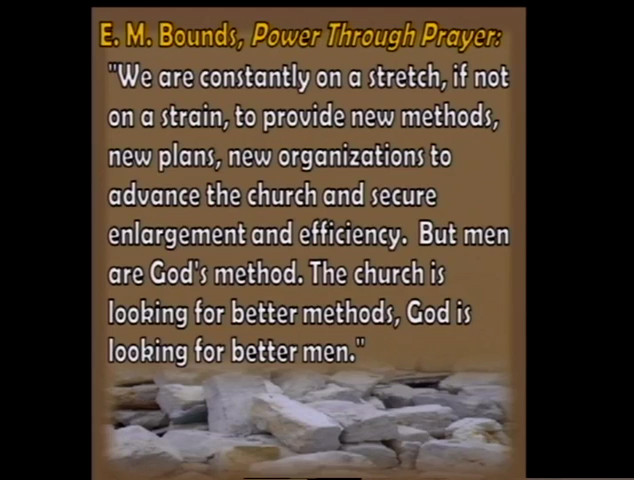 E. M. Bounds, Power Through Prayer:
"We are constantly on a stretch, if not
on a strain, to provide new methods,
new plans, new organizations to
advance the church and secure
enlargement and efficiency.  But men
are God's method. The church is
looking for better methods, God is
looking for better men."